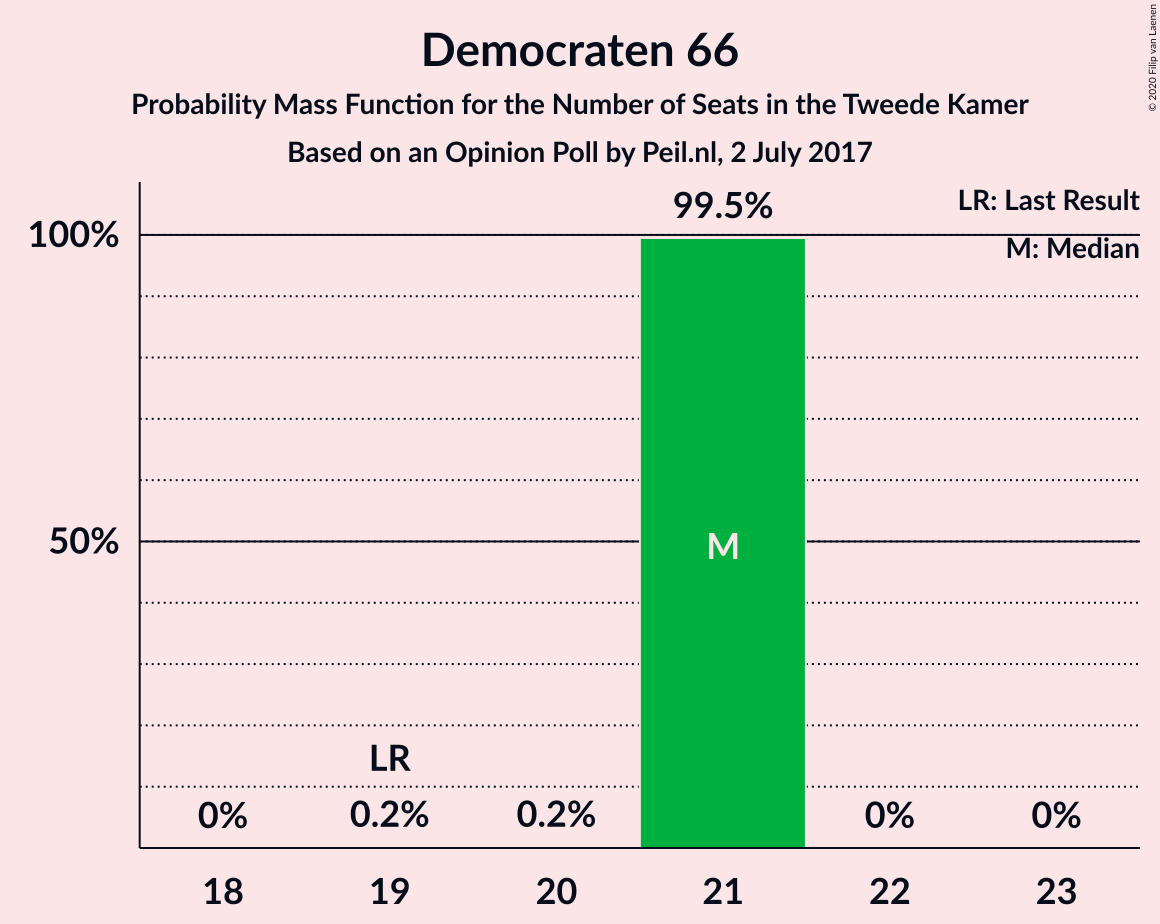 Democraten 66
Probability Mass Function for the Number of Seats in the Tweede Kamer
Based on an Opinion Poll by Peil.nl, 2 July 2017
© 2020 Filip van Laenen
LR: Last Result
M: Median
100%
50%
99.5%
M
LR
0%
0.2%
0.2%
0%
0%
18
19
20
21
22
23